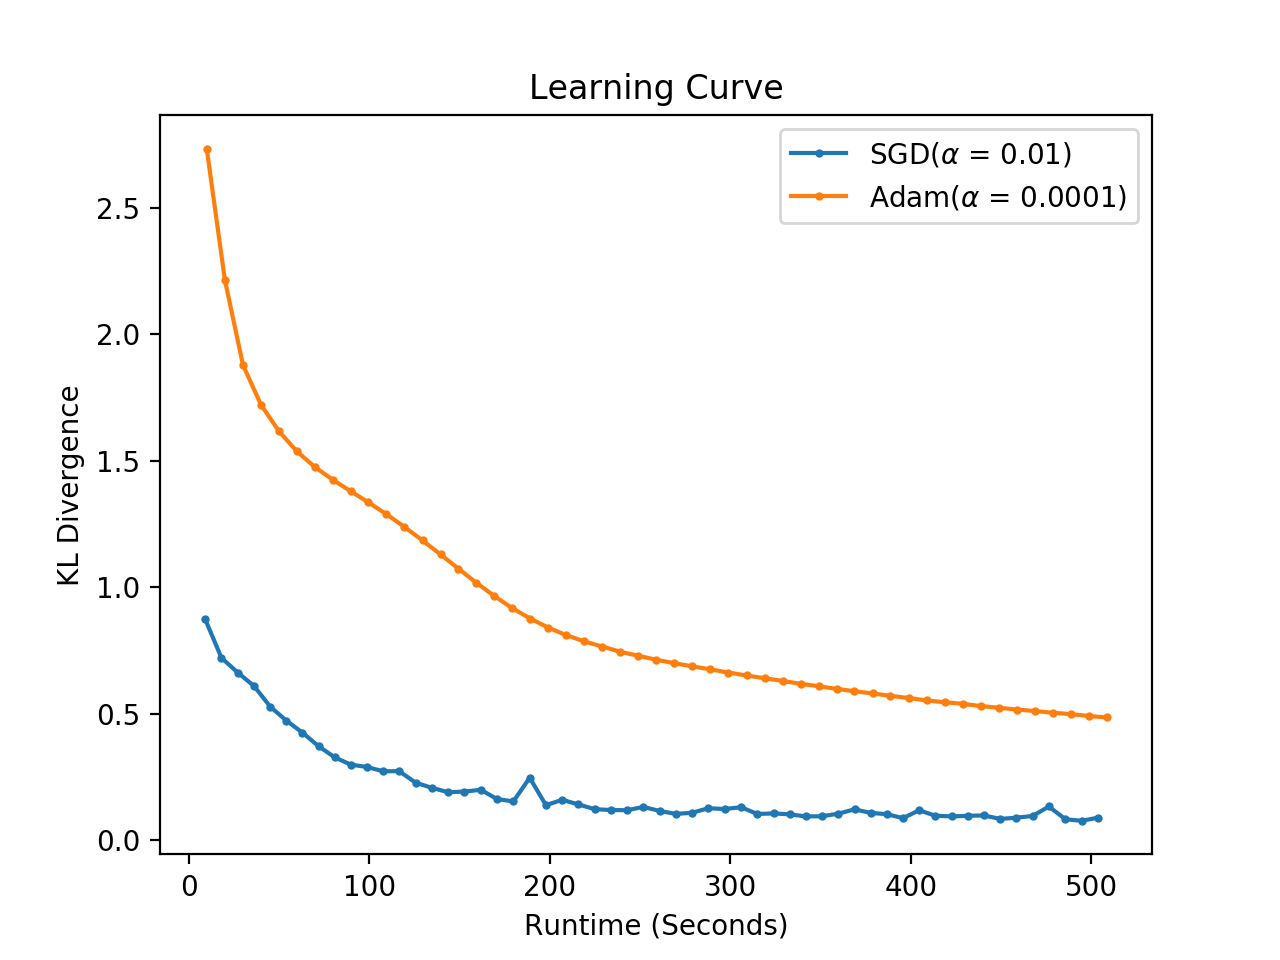 Learning Curve
SGD(α = 0.01)
Adam(α = 0.0001)
2.5
2.0
1.5
1.0
0.5
0.0
KL Divergence
0 100 200 300 400 500
Runtime (Seconds)